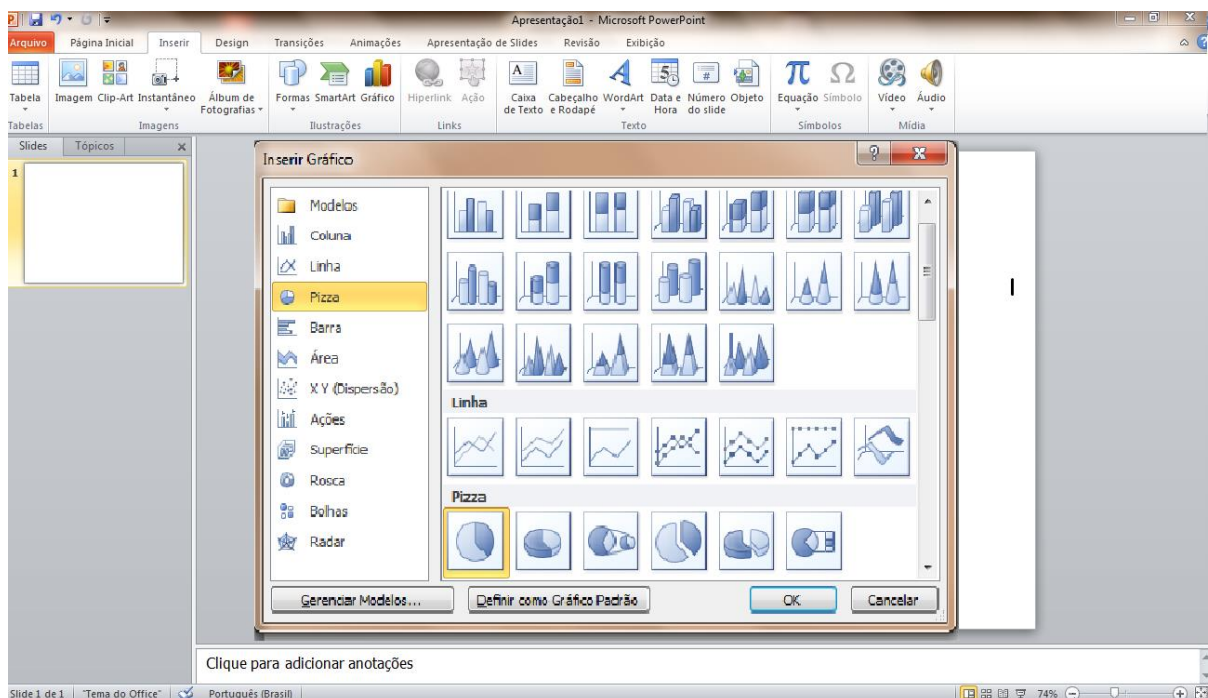 Apresentação1 - Microsoft PowerPoint
Arquivo Página Inicial Inserir Design Transições Animações Apresentação de Slides Revisão Exibição
Tabela Imagem Clip-Art Instantâneo Álbum de Fotografias Formas SmartArt Gráfico Hiperlink Ação Caixa de Texto Cabeçalho e Rodapé WordArt Data e Hora Número do slide Objeto Equação Símbolo Vídeo Áudio
Tabelas Imagens Ilustrações Links Texto Símbolos Mídia
Slides Tópicos
1
Inserir Gráfico
Modelos
Coluna
Linha
Pizza
Barra
Área
X Y (Dispersão)
Ações
Superfície
Rosca
Bolhas
Radar
Linha
Pizza
Gerenciar Modelos... Definir como Gráfico Padrão OK Cancelar
Clique para adicionar anotações
Slide 1 de 1 "Tema do Office" Português (Brasil) 74%